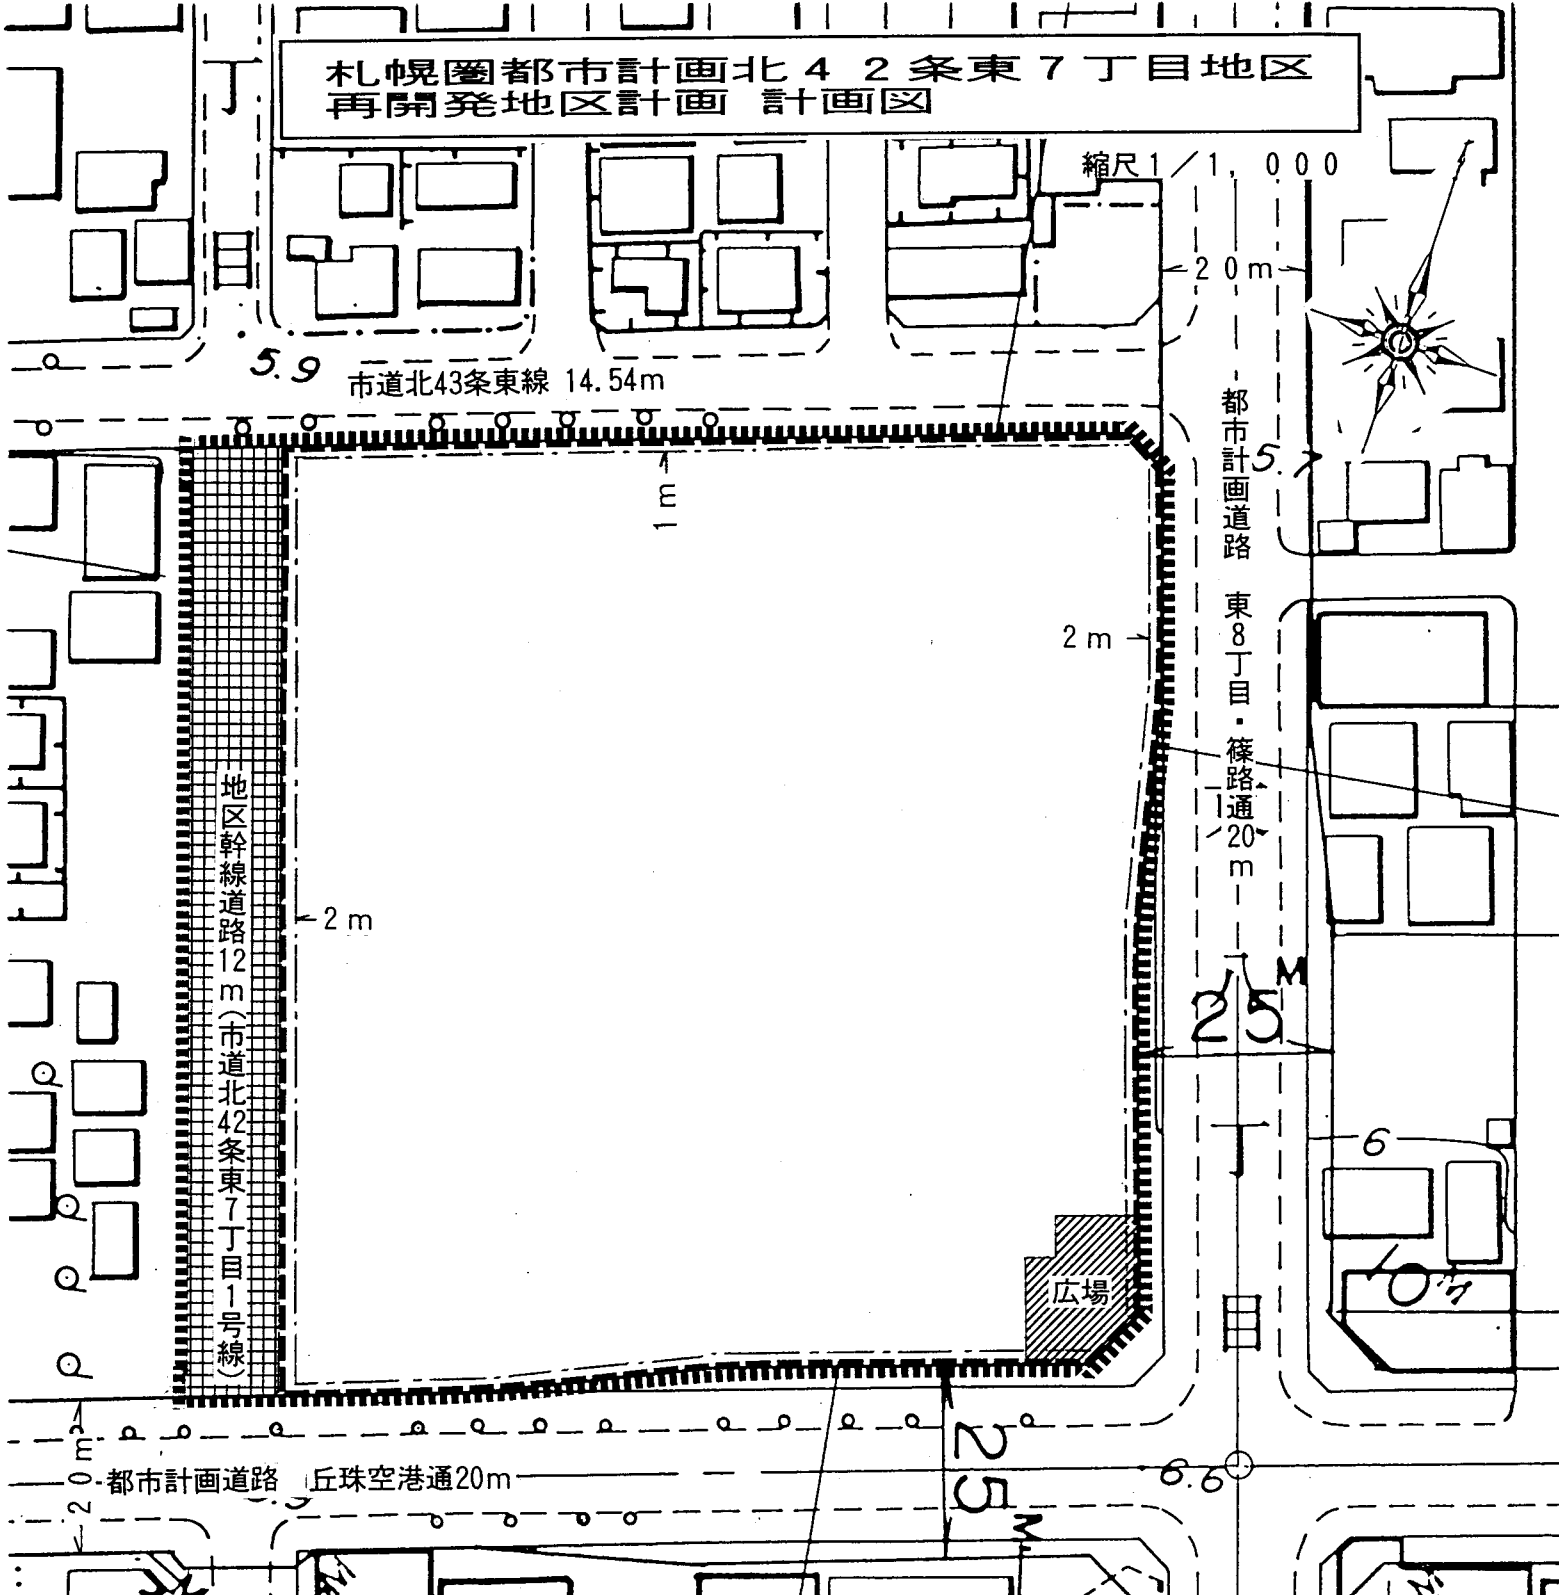 札幌圏都市計画北42条東7丁目地区
再開発地区計画 計画図
縮尺1/1,000
20m
5.9
市道北43条東線 14.54m
都市計画道路 東8丁目・篠路通20m
5.7
1m
2m
地区幹線道路12m(市道北42条東7丁目1号線)
2m
25M
6
広場
10
20m
都市計画道路 丘珠空港通20m
25M
6.6